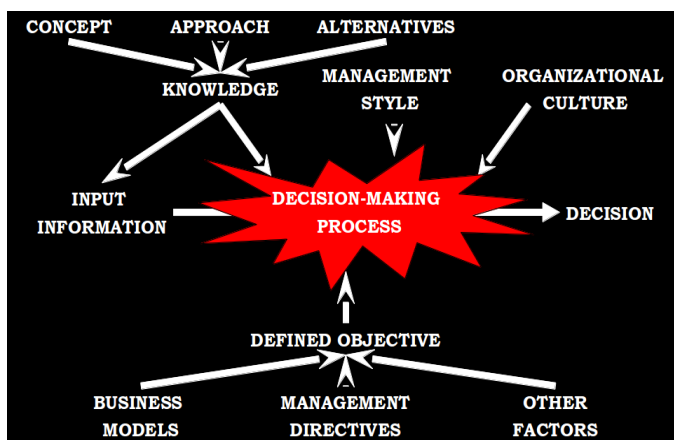 CONCEPT
APPROACH
ALTERNATIVES
KNOWLEDGE
MANAGEMENT
STYLE
ORGANIZATIONAL
CULTURE
INPUT
INFORMATION
DECISION-MAKING
PROCESS
DECISION
DEFINED OBJECTIVE
BUSINESS
MODELS
MANAGEMENT
DIRECTIVES
OTHER
FACTORS